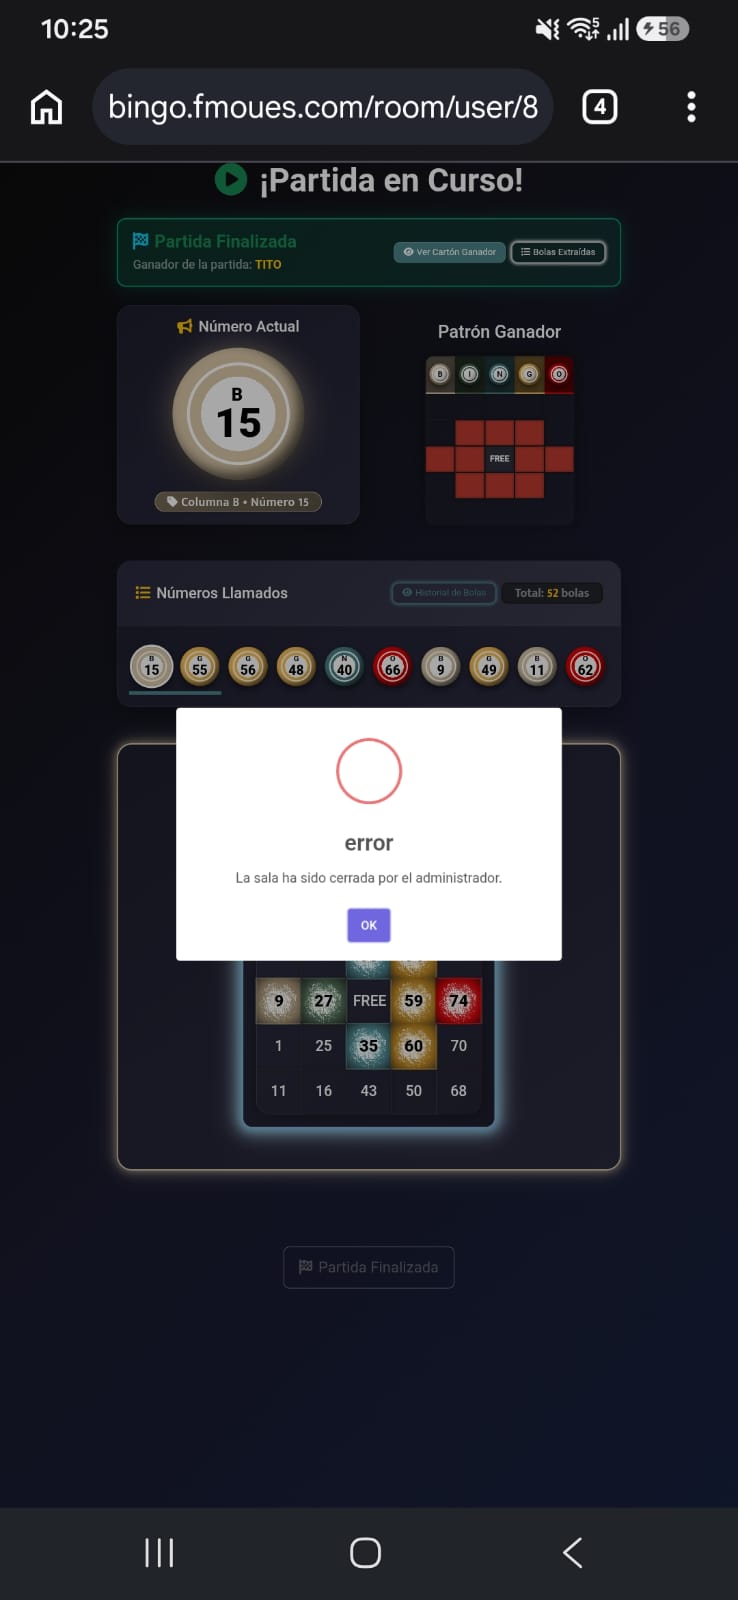 10:25
5
56
bingo.fmoues.com/room/user/8
4
¡Partida en Curso!
Partida Finalizada
Ganador de la partida: TITO
Ver Cartón Ganador
Bolas Extraídas
Número Actual
B
15
Columna B • Número 15
Patrón Ganador
B I N G O
FREE
Números Llamados
Historial de Bolas
Total: 52 bolas
B G G G N O B G B O
15 55 56 48 40 66 9 49 11 62
error
La sala ha sido cerrada por el administrador.
OK
9 27 FREE 59 74
1 25 35 60 70
11 16 43 50 68
Partida Finalizada